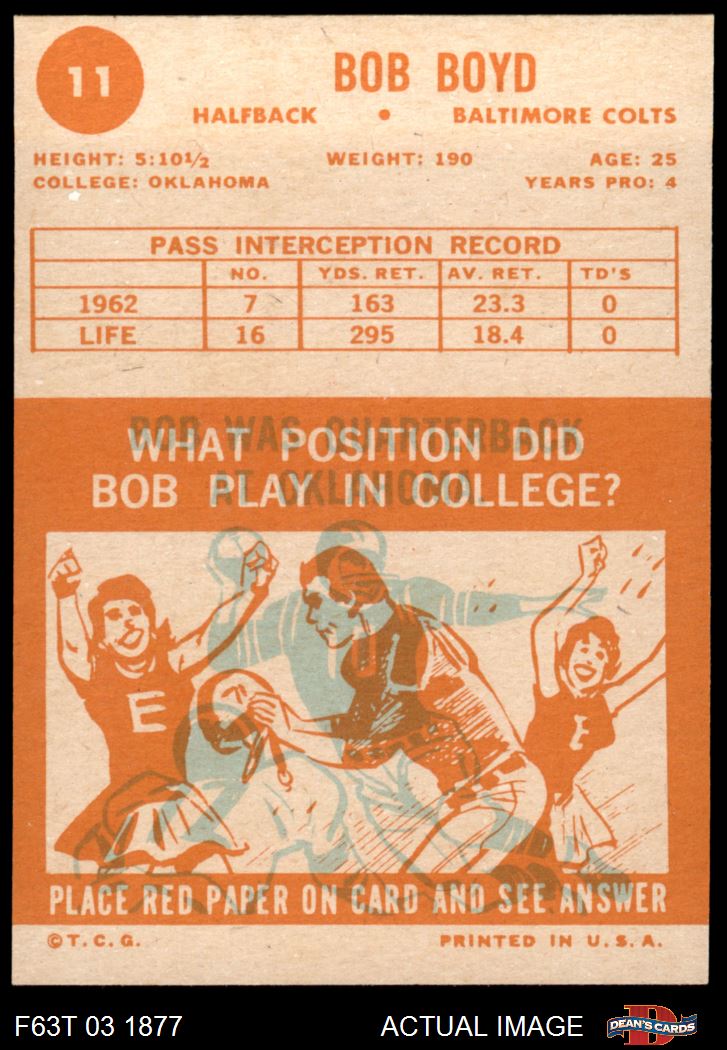 11
BOB BOYD
HALFBACK • BALTIMORE COLTS
HEIGHT: 5:10½ WEIGHT: 190 AGE: 25
COLLEGE: OKLAHOMA YEARS PRO: 4
PASS INTERCEPTION RECORD
NO. YDS. RET. AV. RET. TD'S
1962 7 163 23.3 0
LIFE 16 295 18.4 0
BOB WAS QUARTERBACK
AT OKLAHOMA.
WHAT POSITION DID
BOB PLAY IN COLLEGE?
E
E
PLACE RED PAPER ON CARD AND SEE ANSWER
©T.C.G. PRINTED IN U.S.A.
F63T 03 1877 ACTUAL IMAGE D DEAN'S CARDS